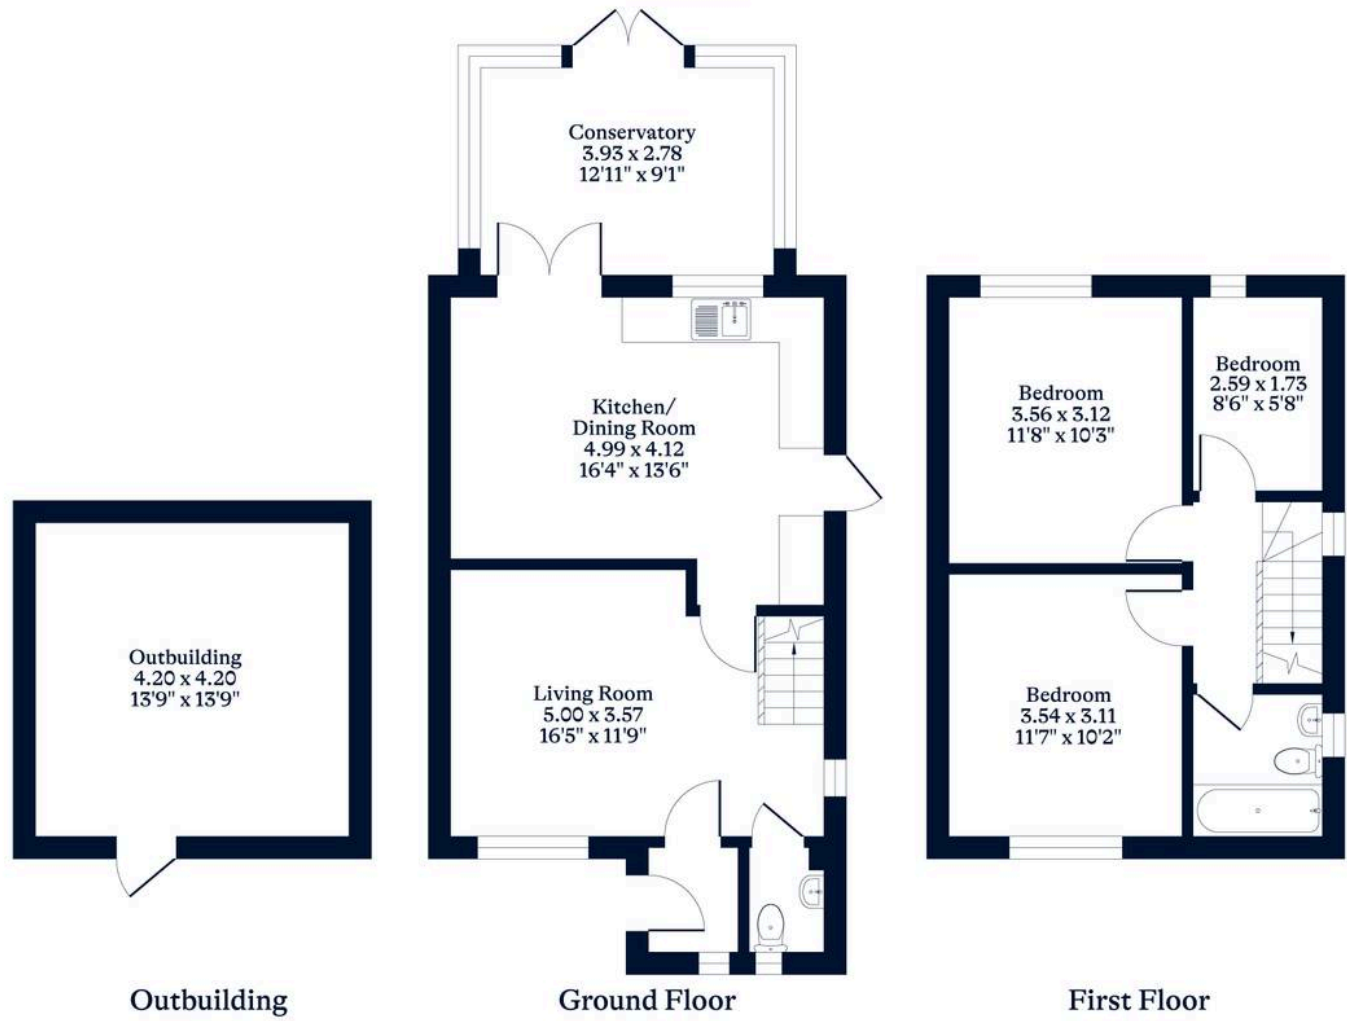 Conservatory
3.93 x 2.78
12'11" x 9'1"
Kitchen/
Dining Room
4.99 x 4.12
16'4" x 13'6"
Bedroom
3.56 x 3.12
11'8" x 10'3"
Bedroom
2.59 x 1.73
8'6" x 5'8"
Outbuilding
4.20 x 4.20
13'9" x 13'9"
Living Room
5.00 x 3.57
16'5" x 11'9"
Bedroom
3.54 x 3.11
11'7" x 10'2"
Outbuilding
Ground Floor
First Floor